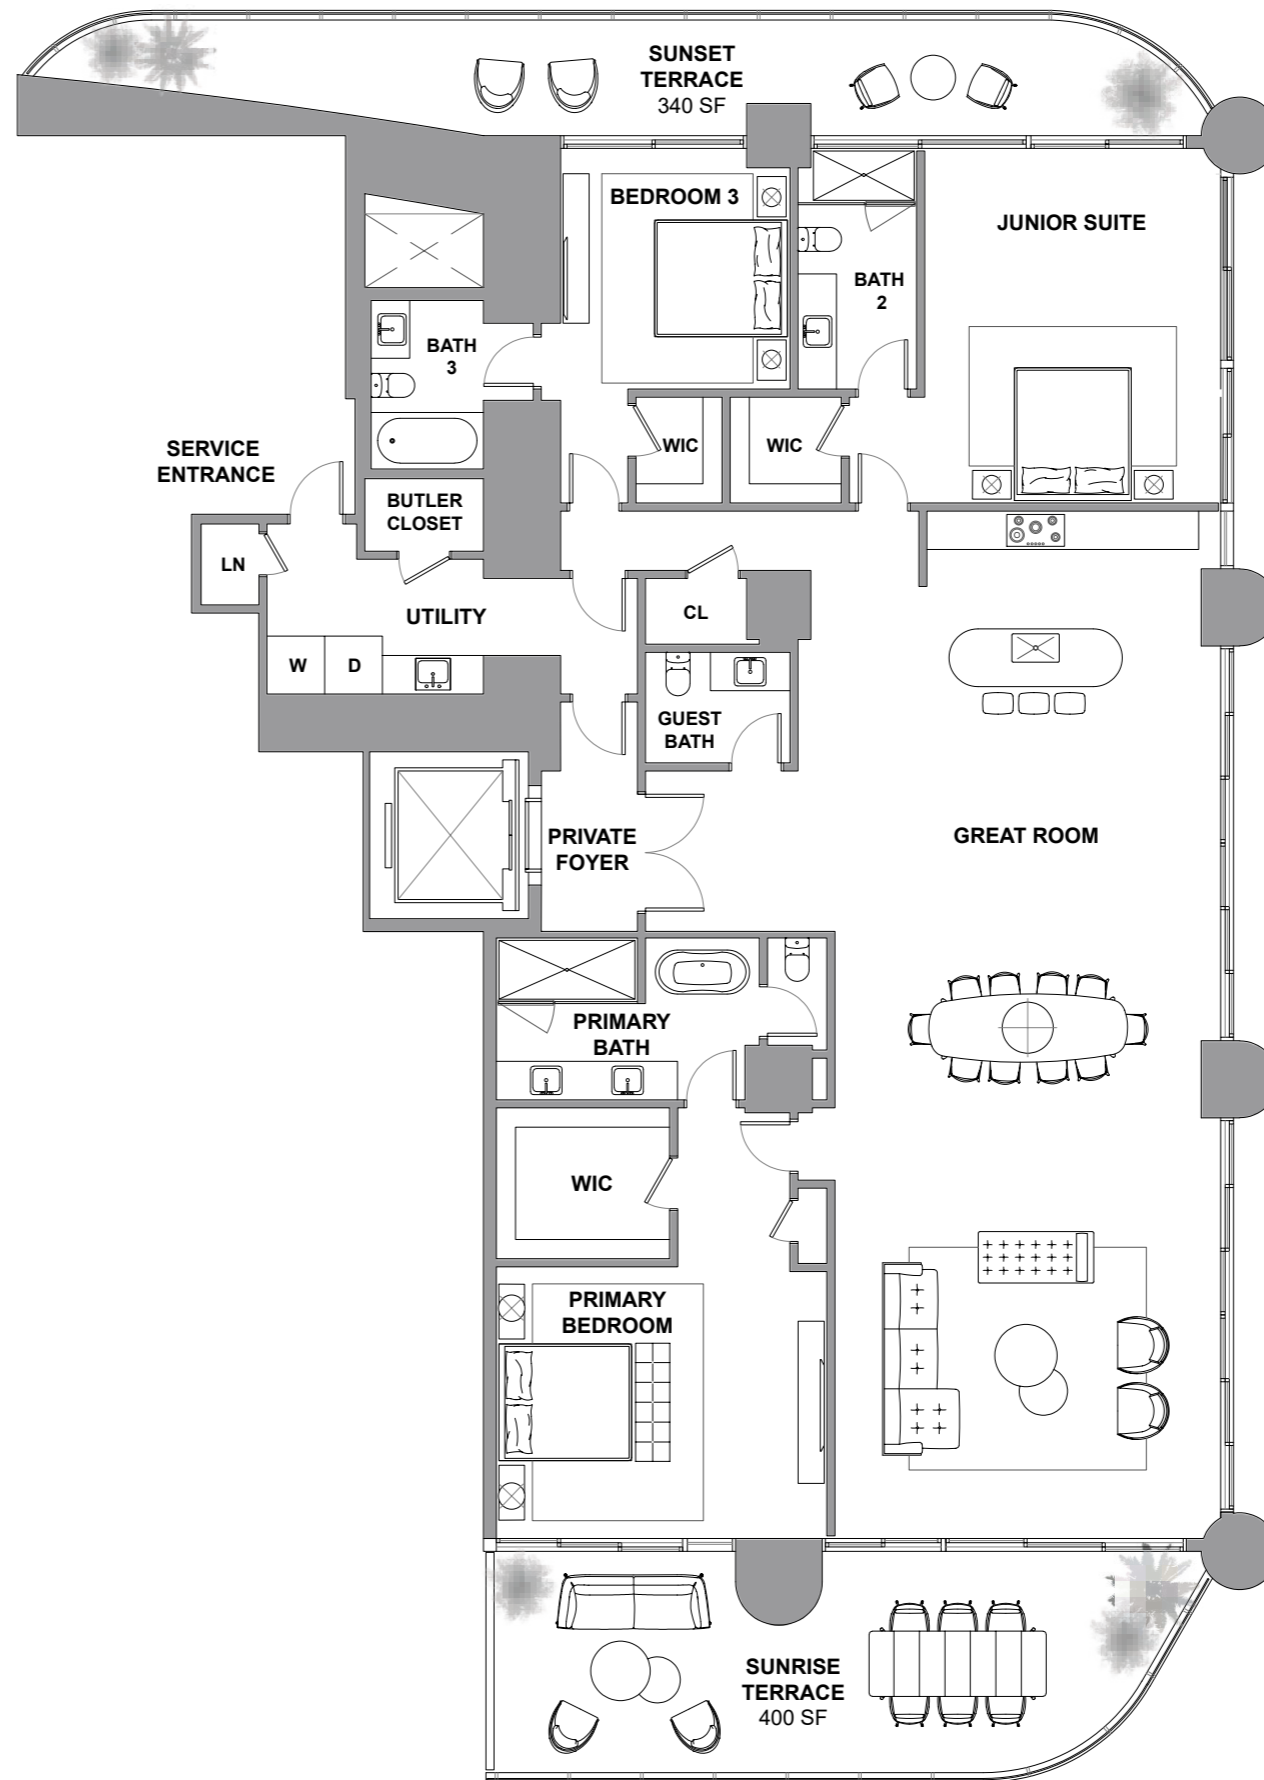 SUNSET
TERRACE
340 SF
BEDROOM 3
JUNIOR SUITE
BATH
2
BATH
3
WIC
WIC
SERVICE
ENTRANCE
BUTLER
CLOSET
LN
UTILITY
CL
W
D
GUEST
BATH
PRIVATE
FOYER
GREAT ROOM
PRIMARY
BATH
WIC
PRIMARY
BEDROOM
SUNRISE
TERRACE
400 SF